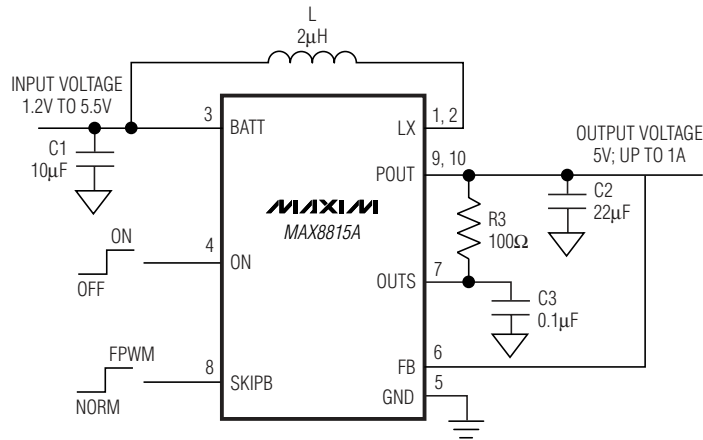 L
2μH
INPUT VOLTAGE
1.2V TO 5.5V
3
BATT
1, 2
LX
C1
10μF
9, 10
POUT
OUTPUT VOLTAGE
5V; UP TO 1A
MAXIM
MAX8815A
R3
100Ω
C2
22μF
ON
OFF
4
ON
7
OUTS
C3
0.1μF
FPWM
NORM
8
SKIPB
6
FB
5
GND